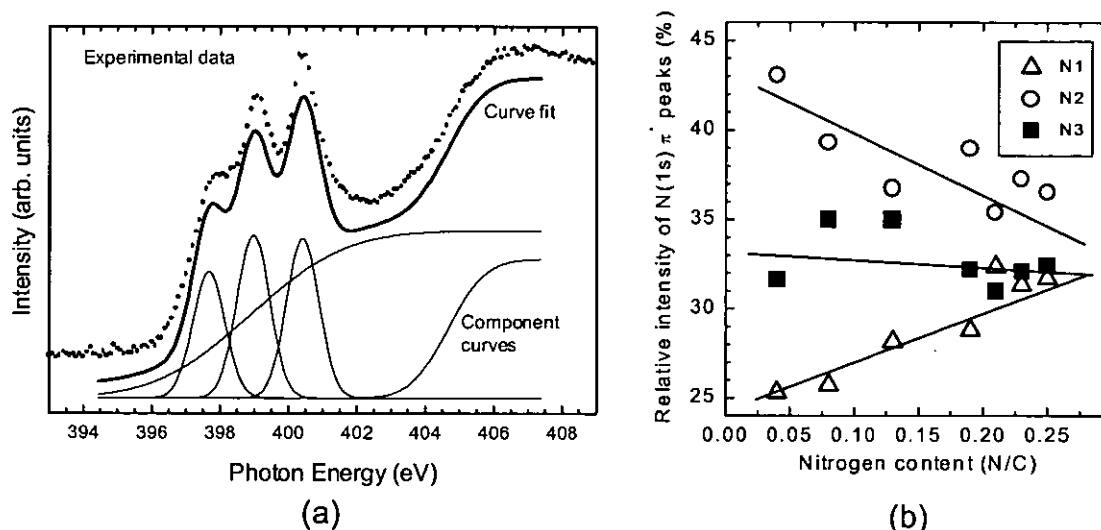 Experimental data
Curve fit
Component
curves
Intensity (arb. units)
394 396 398 400 402 404 406 408
Photon Energy (eV)
(a)
Relative intensity of N(1s) π* peaks (%)
45
40
35
30
25
N1
N2
N3
0.00 0.05 0.10 0.15 0.20 0.25
Nitrogen content (N/C)
(b)